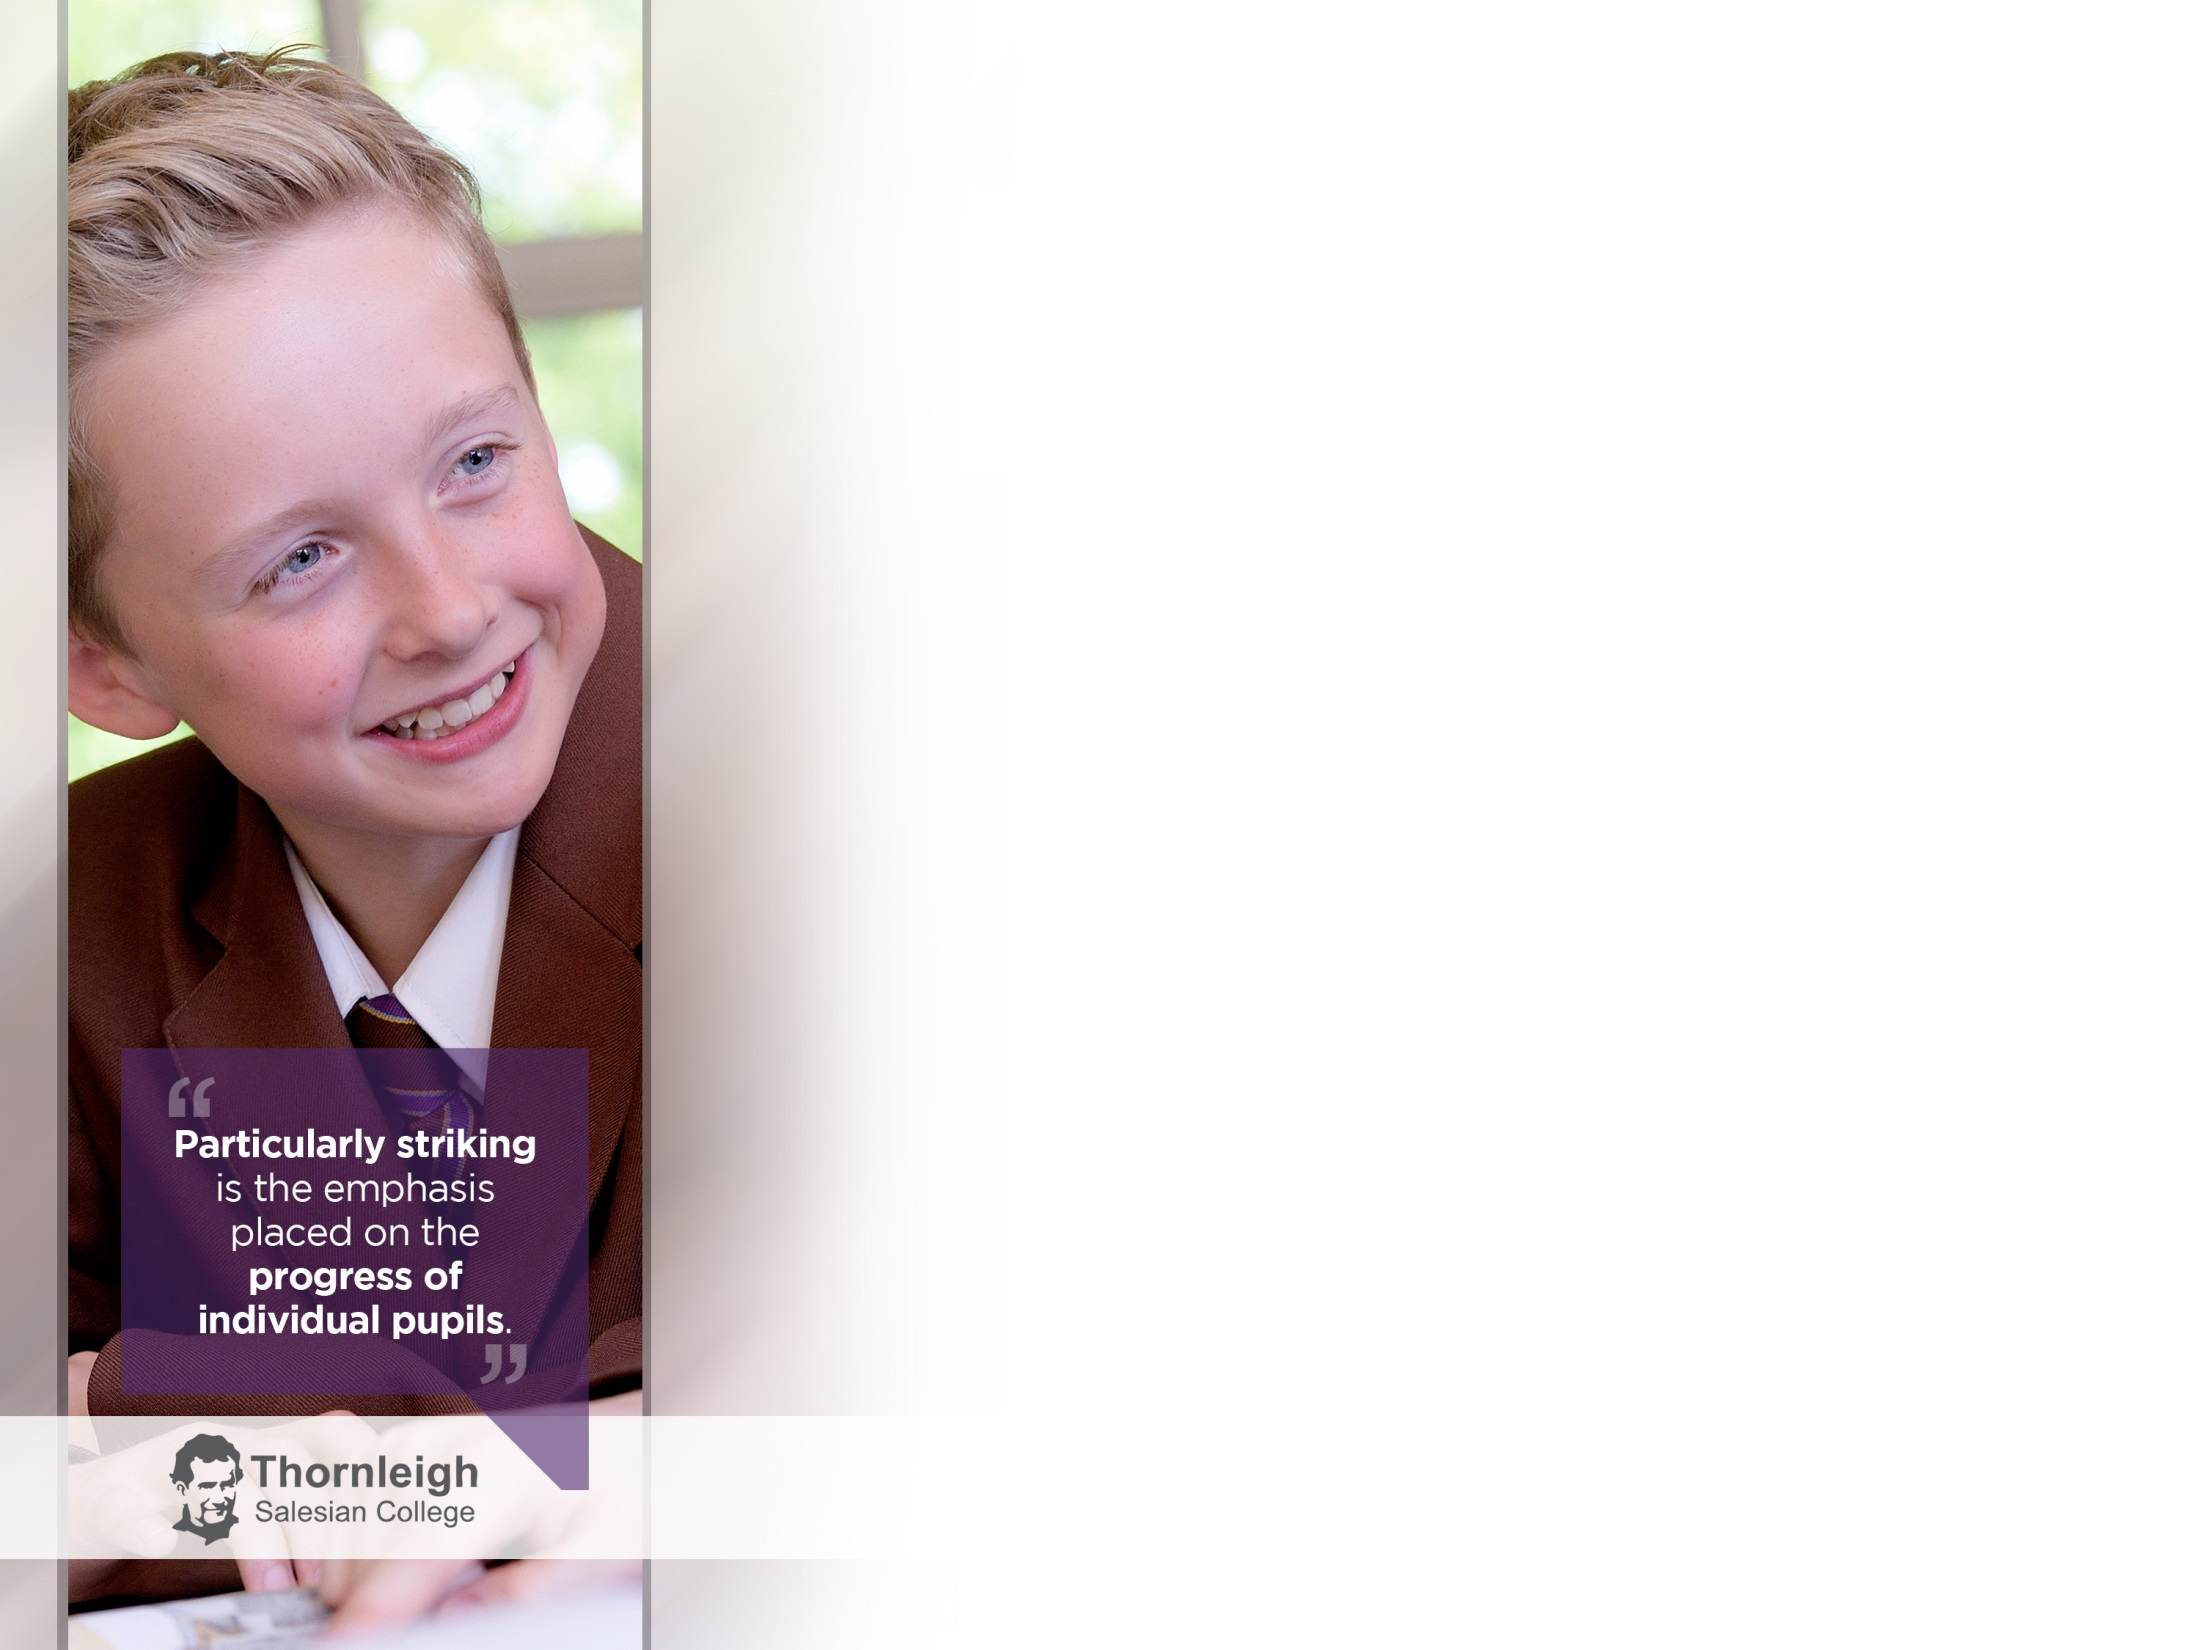 “
Particularly striking
is the emphasis
placed on the
progress of
individual pupils.
”
Thornleigh
Salesian College